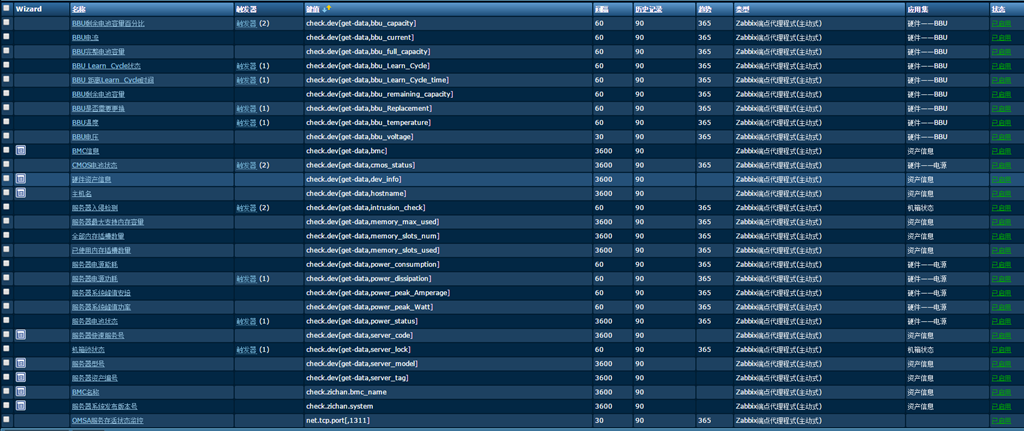 Wizard 名称 触发器 键值 间隔 历史记录 趋势 类型 应用集 状态
BBU剩余电池容量百分比 触发器 (2) check.dev[get-data,bbu_capacity] 60 90 365 Zabbix端点代理程式(主动式) 硬件——BBU 已启用
BBU电流 check.dev[get-data,bbu_current] 60 90 365 Zabbix端点代理程式(主动式) 硬件——BBU 已启用
BBU完整电池容量 check.dev[get-data,bbu_full_capacity] 60 90 365 Zabbix端点代理程式(主动式) 硬件——BBU 已启用
BBU Learn_Cycle状态 触发器 (1) check.dev[get-data,bbu_Learn_Cycle] 60 90 365 Zabbix端点代理程式(主动式) 硬件——BBU 已启用
BBU 距离Learn_Cycle时间 触发器 (1) check.dev[get-data,bbu_Learn_Cycle_time] 60 90 365 Zabbix端点代理程式(主动式) 硬件——BBU 已启用
BBU剩余电池容量 check.dev[get-data,bbu_remaining_capacity] 60 90 365 Zabbix端点代理程式(主动式) 硬件——BBU 已启用
BBU是否需要更换 触发器 (1) check.dev[get-data,bbu_Replacement] 60 90 365 Zabbix端点代理程式(主动式) 硬件——BBU 已启用
BBU温度 触发器 (1) check.dev[get-data,bbu_temperature] 60 90 365 Zabbix端点代理程式(主动式) 硬件——BBU 已启用
BBU电压 check.dev[get-data,bbu_voltage] 30 90 365 Zabbix端点代理程式(主动式) 硬件——BBU 已启用
BMC信息 check.dev[get-data,bmc] 3600 90 Zabbix端点代理程式(主动式) 资产信息 已启用
CMOS电池状态 触发器 (2) check.dev[get-data,cmos_status] 3600 90 365 Zabbix端点代理程式(主动式) 硬件——电源 已启用
硬件资产信息 check.dev[get-data,dev_info] 3600 90 Zabbix端点代理程式(主动式) 资产信息 已启用
主机名 check.dev[get-data,hostname] 3600 90 Zabbix端点代理程式(主动式) 资产信息 已启用
服务器入侵检测 触发器 (2) check.dev[get-data,intrusion_check] 60 90 365 Zabbix端点代理程式(主动式) 机箱状态 已启用
服务器最大支持内存容量 check.dev[get-data,memory_max_used] 3600 90 365 Zabbix端点代理程式(主动式) 资产信息 已启用
全部内存插槽数量 check.dev[get-data,memory_slots_num] 3600 90 365 Zabbix端点代理程式(主动式) 资产信息 已启用
已使用内存插槽数量 check.dev[get-data,memory_slots_used] 3600 90 365 Zabbix端点代理程式(主动式) 资产信息 已启用
服务器电源能耗 check.dev[get-data,power_consumption] 60 90 365 Zabbix端点代理程式(主动式) 硬件——电源 已启用
服务器电源功耗 触发器 (1) check.dev[get-data,power_dissipation] 60 90 365 Zabbix端点代理程式(主动式) 硬件——电源 已启用
服务器系统峰值安培 check.dev[get-data,power_peak_Amperage] 3600 90 365 Zabbix端点代理程式(主动式) 硬件——电源 已启用
服务器系统峰值功率 check.dev[get-data,power_peak_Watt] 3600 90 365 Zabbix端点代理程式(主动式) 硬件——电源 已启用
服务器电池状态 触发器 (1) check.dev[get-data,power_status] 3600 90 365 Zabbix端点代理程式(主动式) 硬件——电源 已启用
服务器快速服务号 check.dev[get-data,server_code] 3600 90 Zabbix端点代理程式(主动式) 资产信息 已启用
机箱锁状态 触发器 (1) check.dev[get-data,server_lock] 60 90 365 Zabbix端点代理程式(主动式) 机箱状态 已启用
服务器型号 check.dev[get-data,server_model] 3600 90 Zabbix端点代理程式(主动式) 资产信息 已启用
服务器资产编号 check.dev[get-data,server_tag] 3600 90 Zabbix端点代理程式(主动式) 资产信息 已启用
BMC名称 check.zichan.bmc_name 3600 90 Zabbix端点代理程式(主动式) 资产信息 已启用
服务器系统发布版本号 check.zichan.system 3600 90 Zabbix端点代理程式(主动式) 资产信息 已启用
OMSA服务存活状态监控 net.tcp.port[,1311] 30 90 365 Zabbix端点代理程式(主动式) 已启用